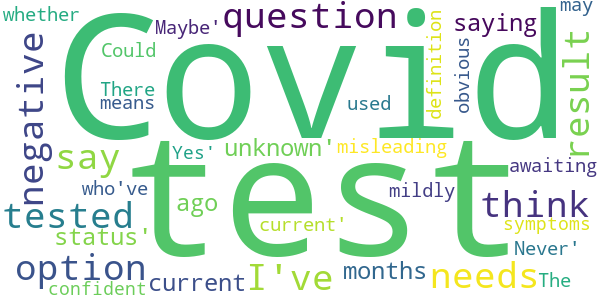 whether
Maybe'
question
saying
may
Covid
Could
There
means
negative
used
definition
obvious
result
say
Yes'
unknown'
misleading
awaiting
test
who've
ago
mildly
think
tested
status'
current'
symptoms
Never'
option
confident
current
I've
months
needs
The